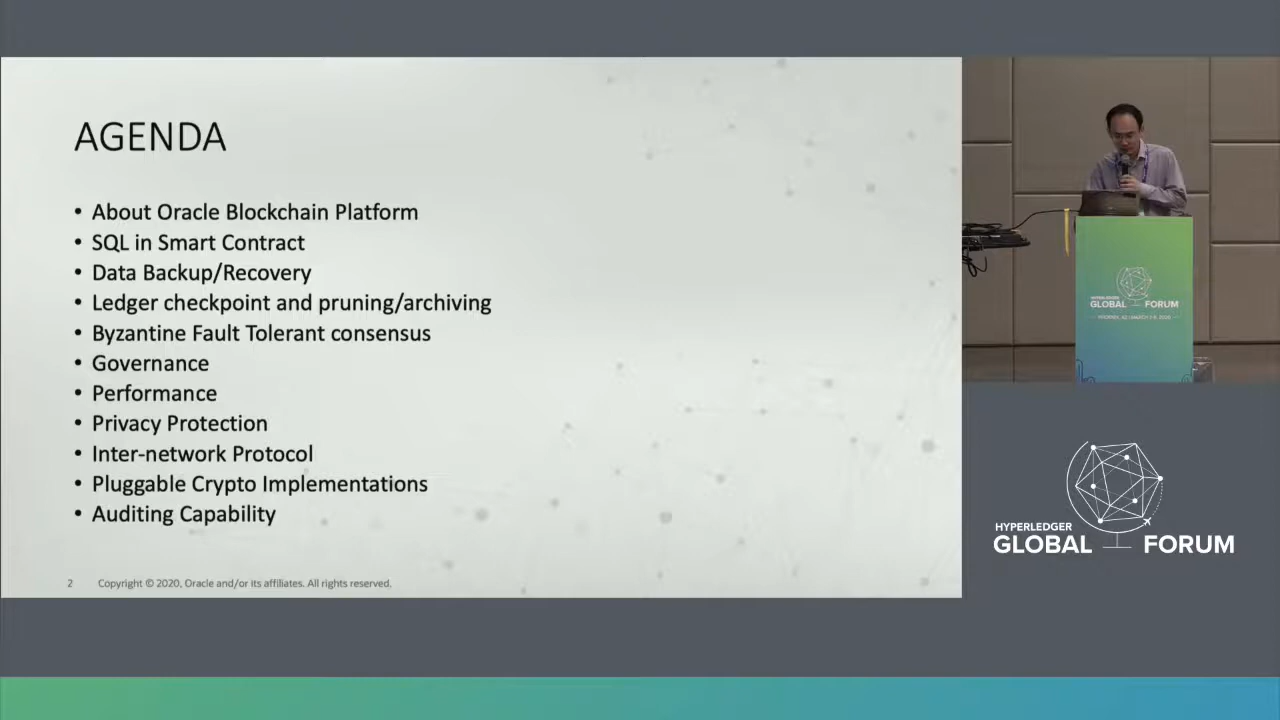 AGENDA
• About Oracle Blockchain Platform
• SQL in Smart Contract
• Data Backup/Recovery
• Ledger checkpoint and pruning/archiving
• Byzantine Fault Tolerant consensus
• Governance
• Performance
• Privacy Protection
• Inter-network Protocol
• Pluggable Crypto Implementations
• Auditing Capability
2 Copyright © 2020, Oracle and/or its affiliates. All rights reserved.
HYPERLEDGER
GLOBAL FORUM
HYPERLEDGER
GLOBAL FORUM